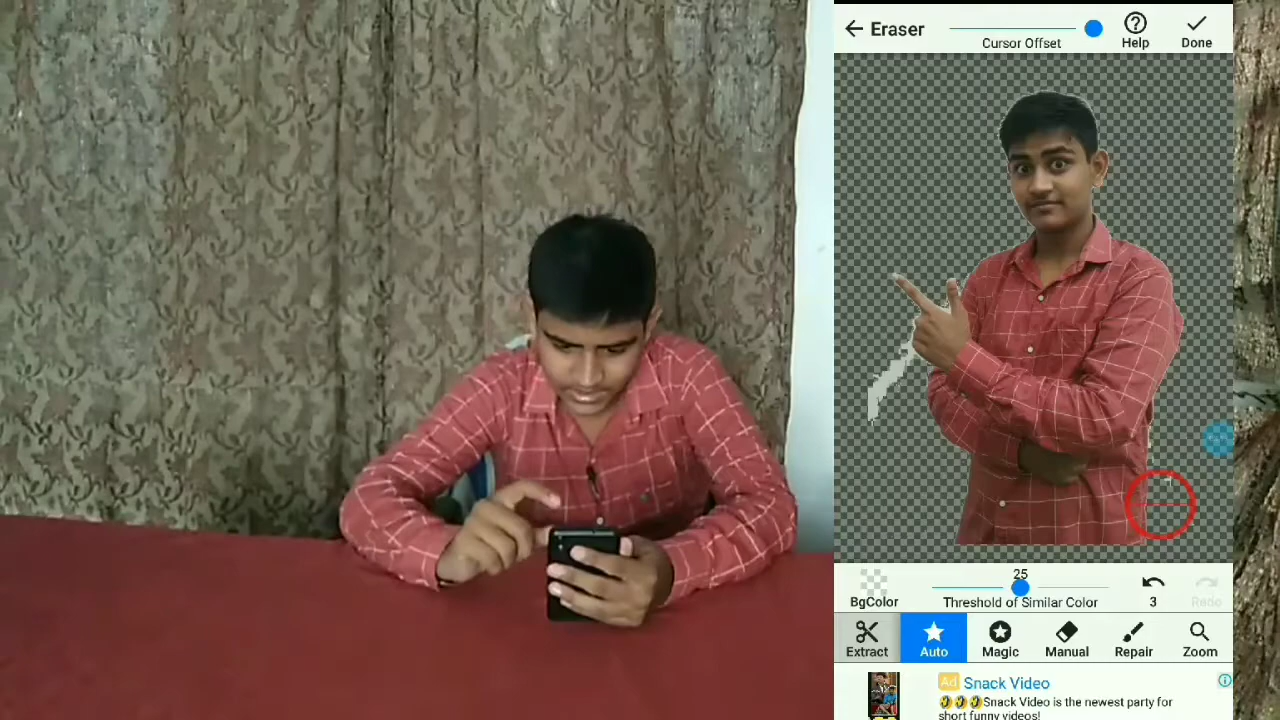 Eraser
Cursor Offset
Help
Done
25
BgColor
Threshold of Similar Color
3
Redo
Extract
Auto
Magic
Manual
Repair
Zoom
Ad Snack Video
🤣🤣🤣Snack Video is the newest party for
short funny videos!